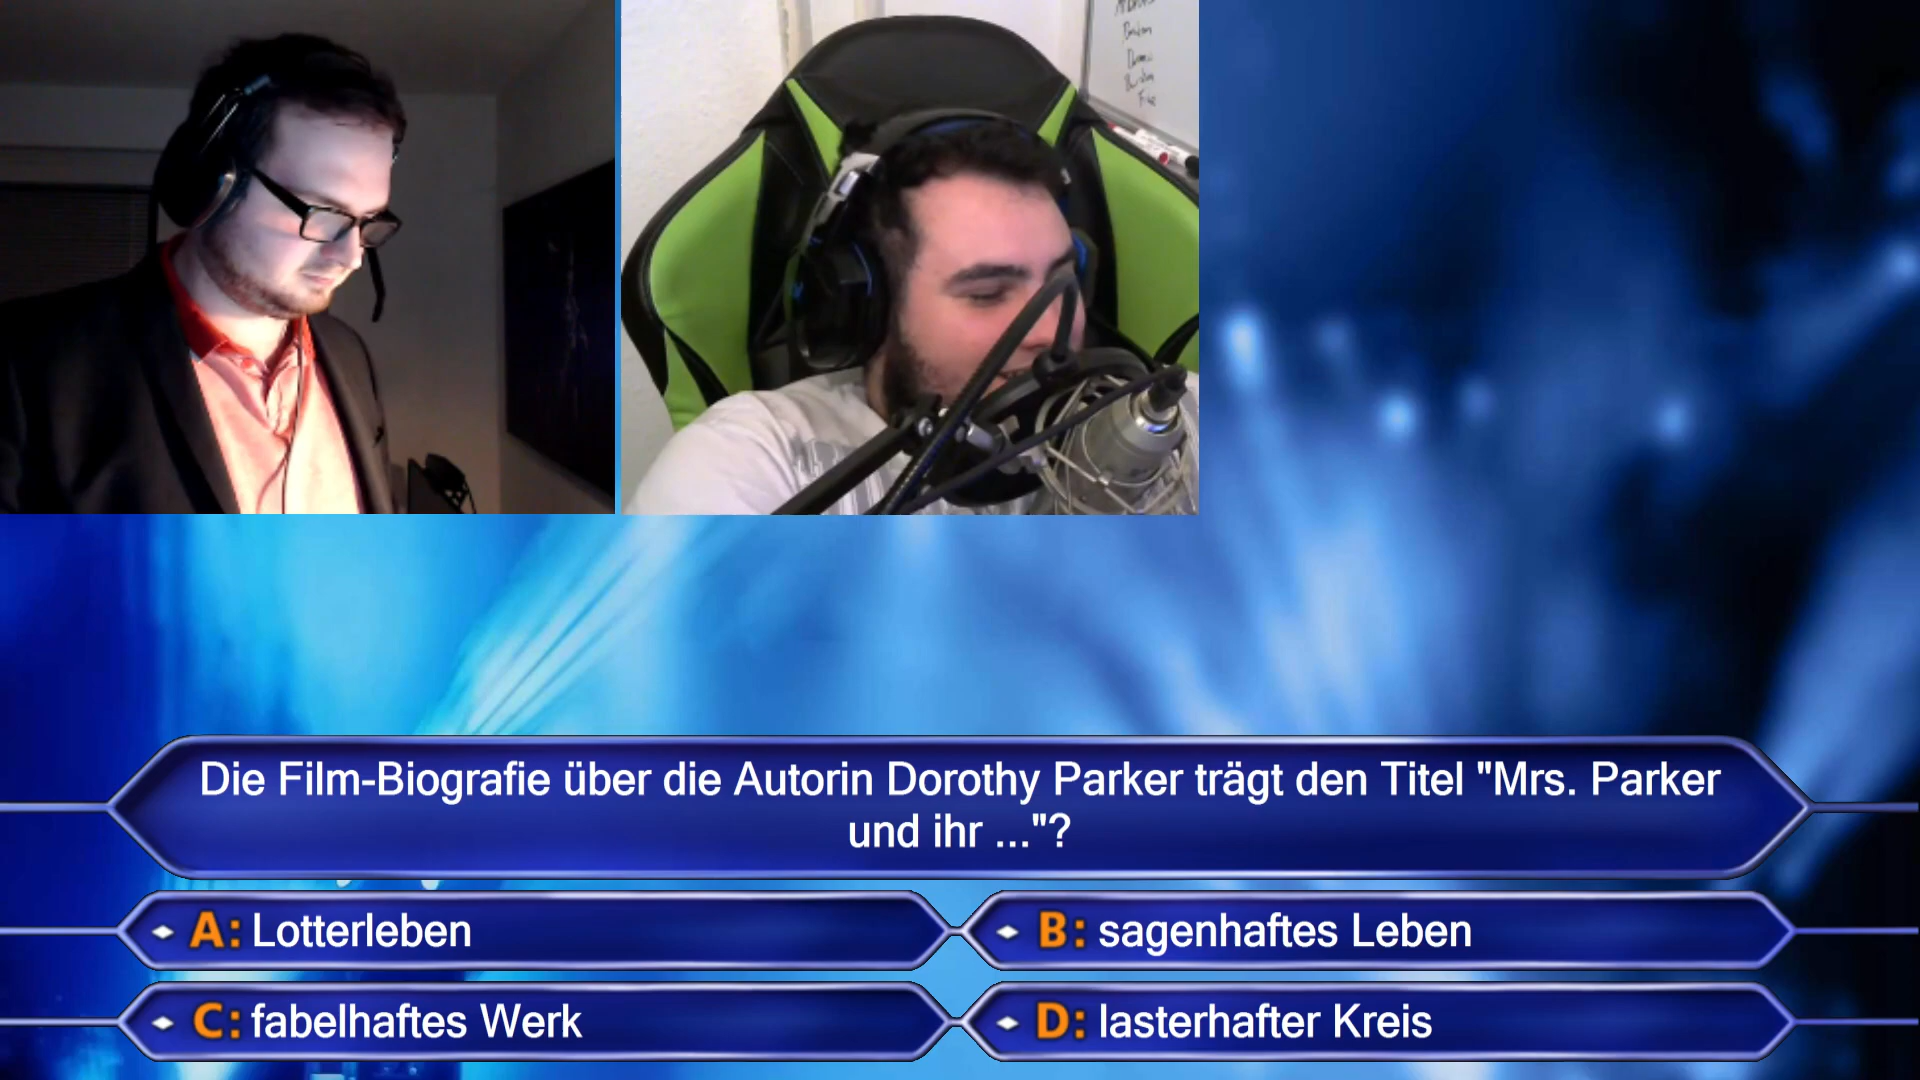 Die Film-Biografie über die Autorin Dorothy Parker trägt den Titel "Mrs. Parker
und ihr ..."?
A: Lotterleben
B: sagenhaftes Leben
C: fabelhaftes Werk
D: lasterhafter Kreis